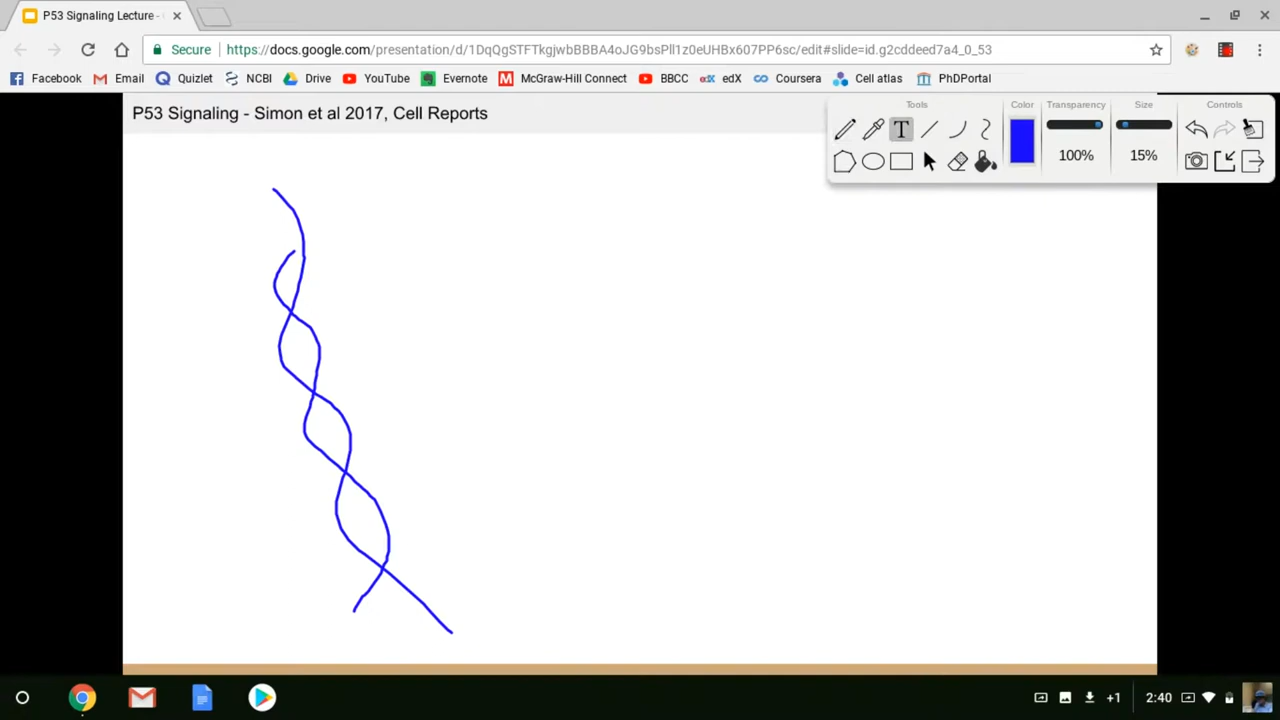 P53 Signaling Lecture -
Secure
https://docs.google.com/presentation/d/1DqQgSTFTkgjwbBBBA4oJG9bsPll1z0eUHBx607PP6sc/edit#slide=id.g2cddeed7a4_0_53
Facebook Email Quizlet NCBI Drive YouTube Evernote McGraw-Hill Connect BBCC edX Coursera Cell atlas PhDPortal
P53 Signaling - Simon et al 2017, Cell Reports
Tools Color Transparency Size Controls
T
100% 15%
+1 2:40